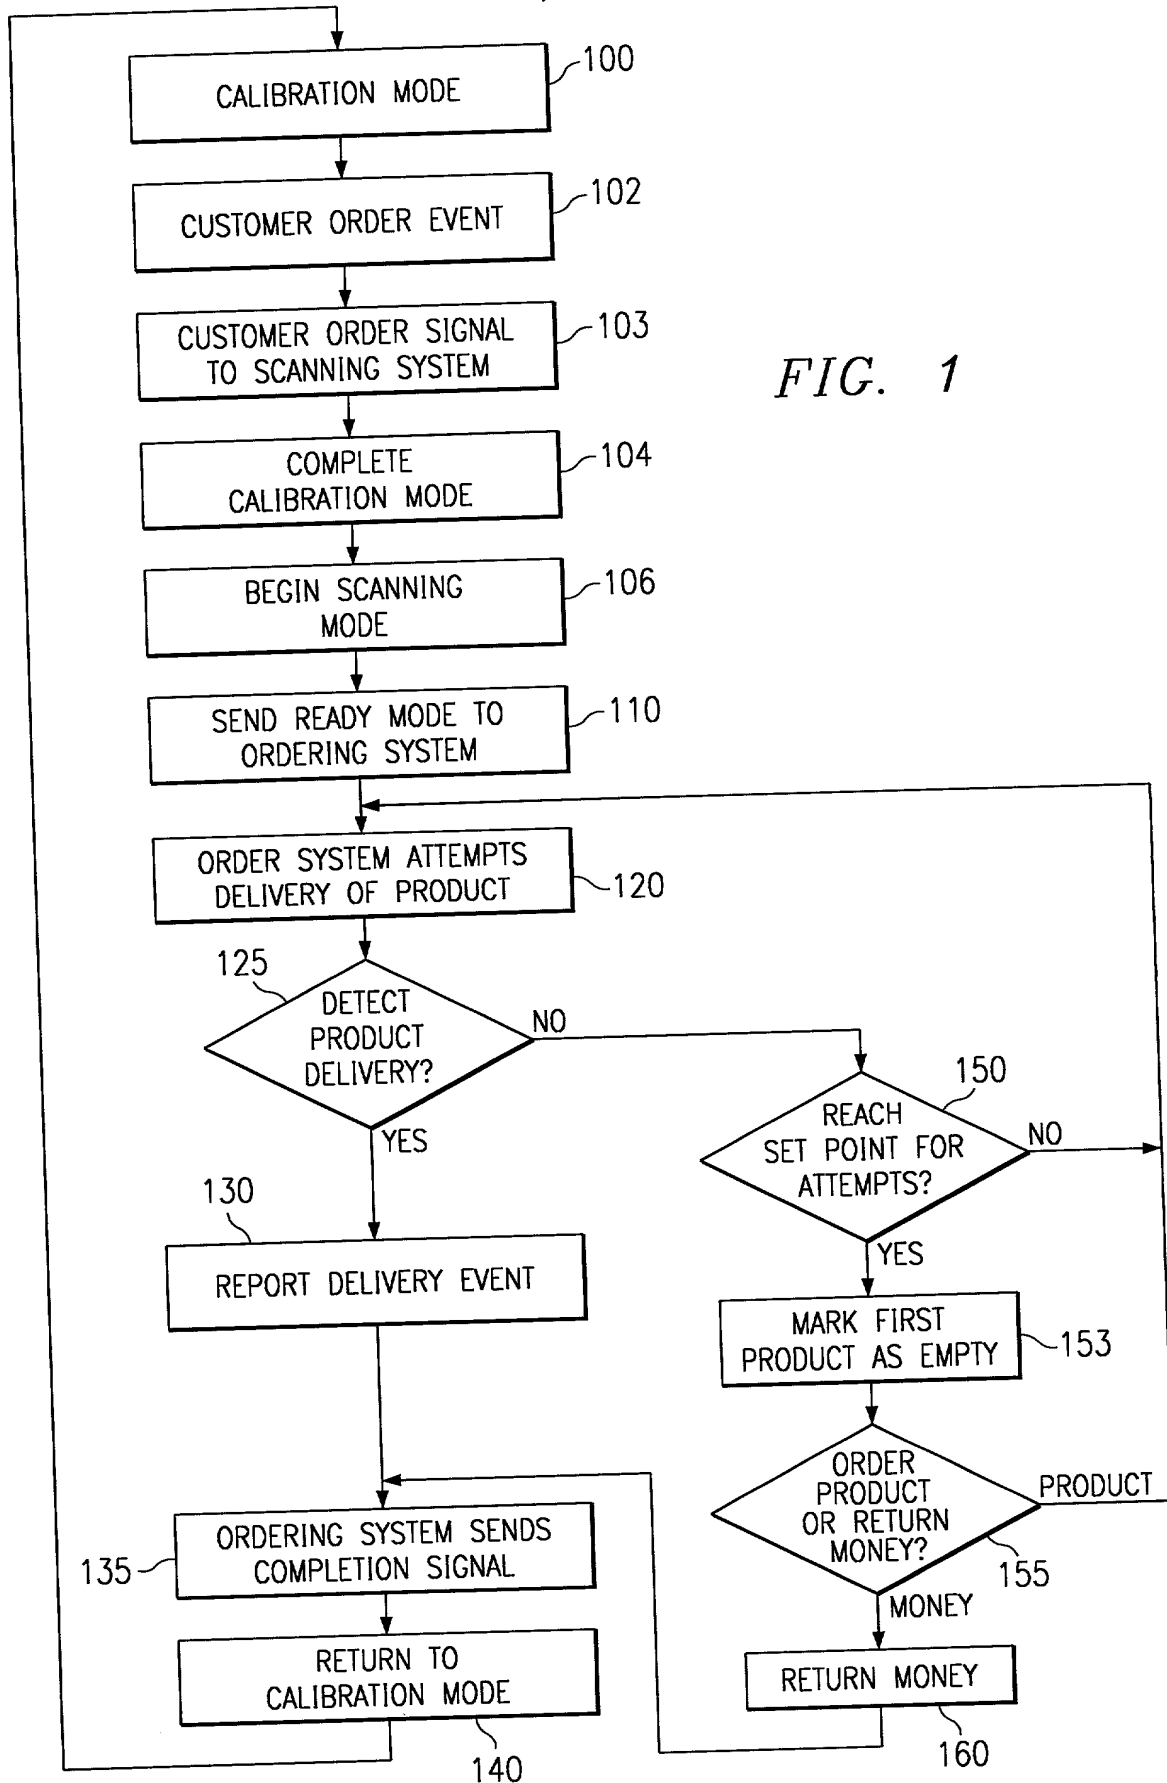 CALIBRATION MODE
100
CUSTOMER ORDER EVENT
102
CUSTOMER ORDER SIGNAL
TO SCANNING SYSTEM
103
FIG. 1
COMPLETE
CALIBRATION MODE
104
BEGIN SCANNING
MODE
106
SEND READY MODE TO
ORDERING SYSTEM
110
ORDER SYSTEM ATTEMPTS
DELIVERY OF PRODUCT
120
125
DETECT
PRODUCT
DELIVERY?
NO
YES
150
REACH
SET POINT FOR
ATTEMPTS?
NO
YES
130
REPORT DELIVERY EVENT
MARK FIRST
PRODUCT AS EMPTY
153
ORDER
PRODUCT
OR RETURN
MONEY?
PRODUCT
155
MONEY
ORDERING SYSTEM SENDS
COMPLETION SIGNAL
135
RETURN TO
CALIBRATION MODE
140
RETURN MONEY
160